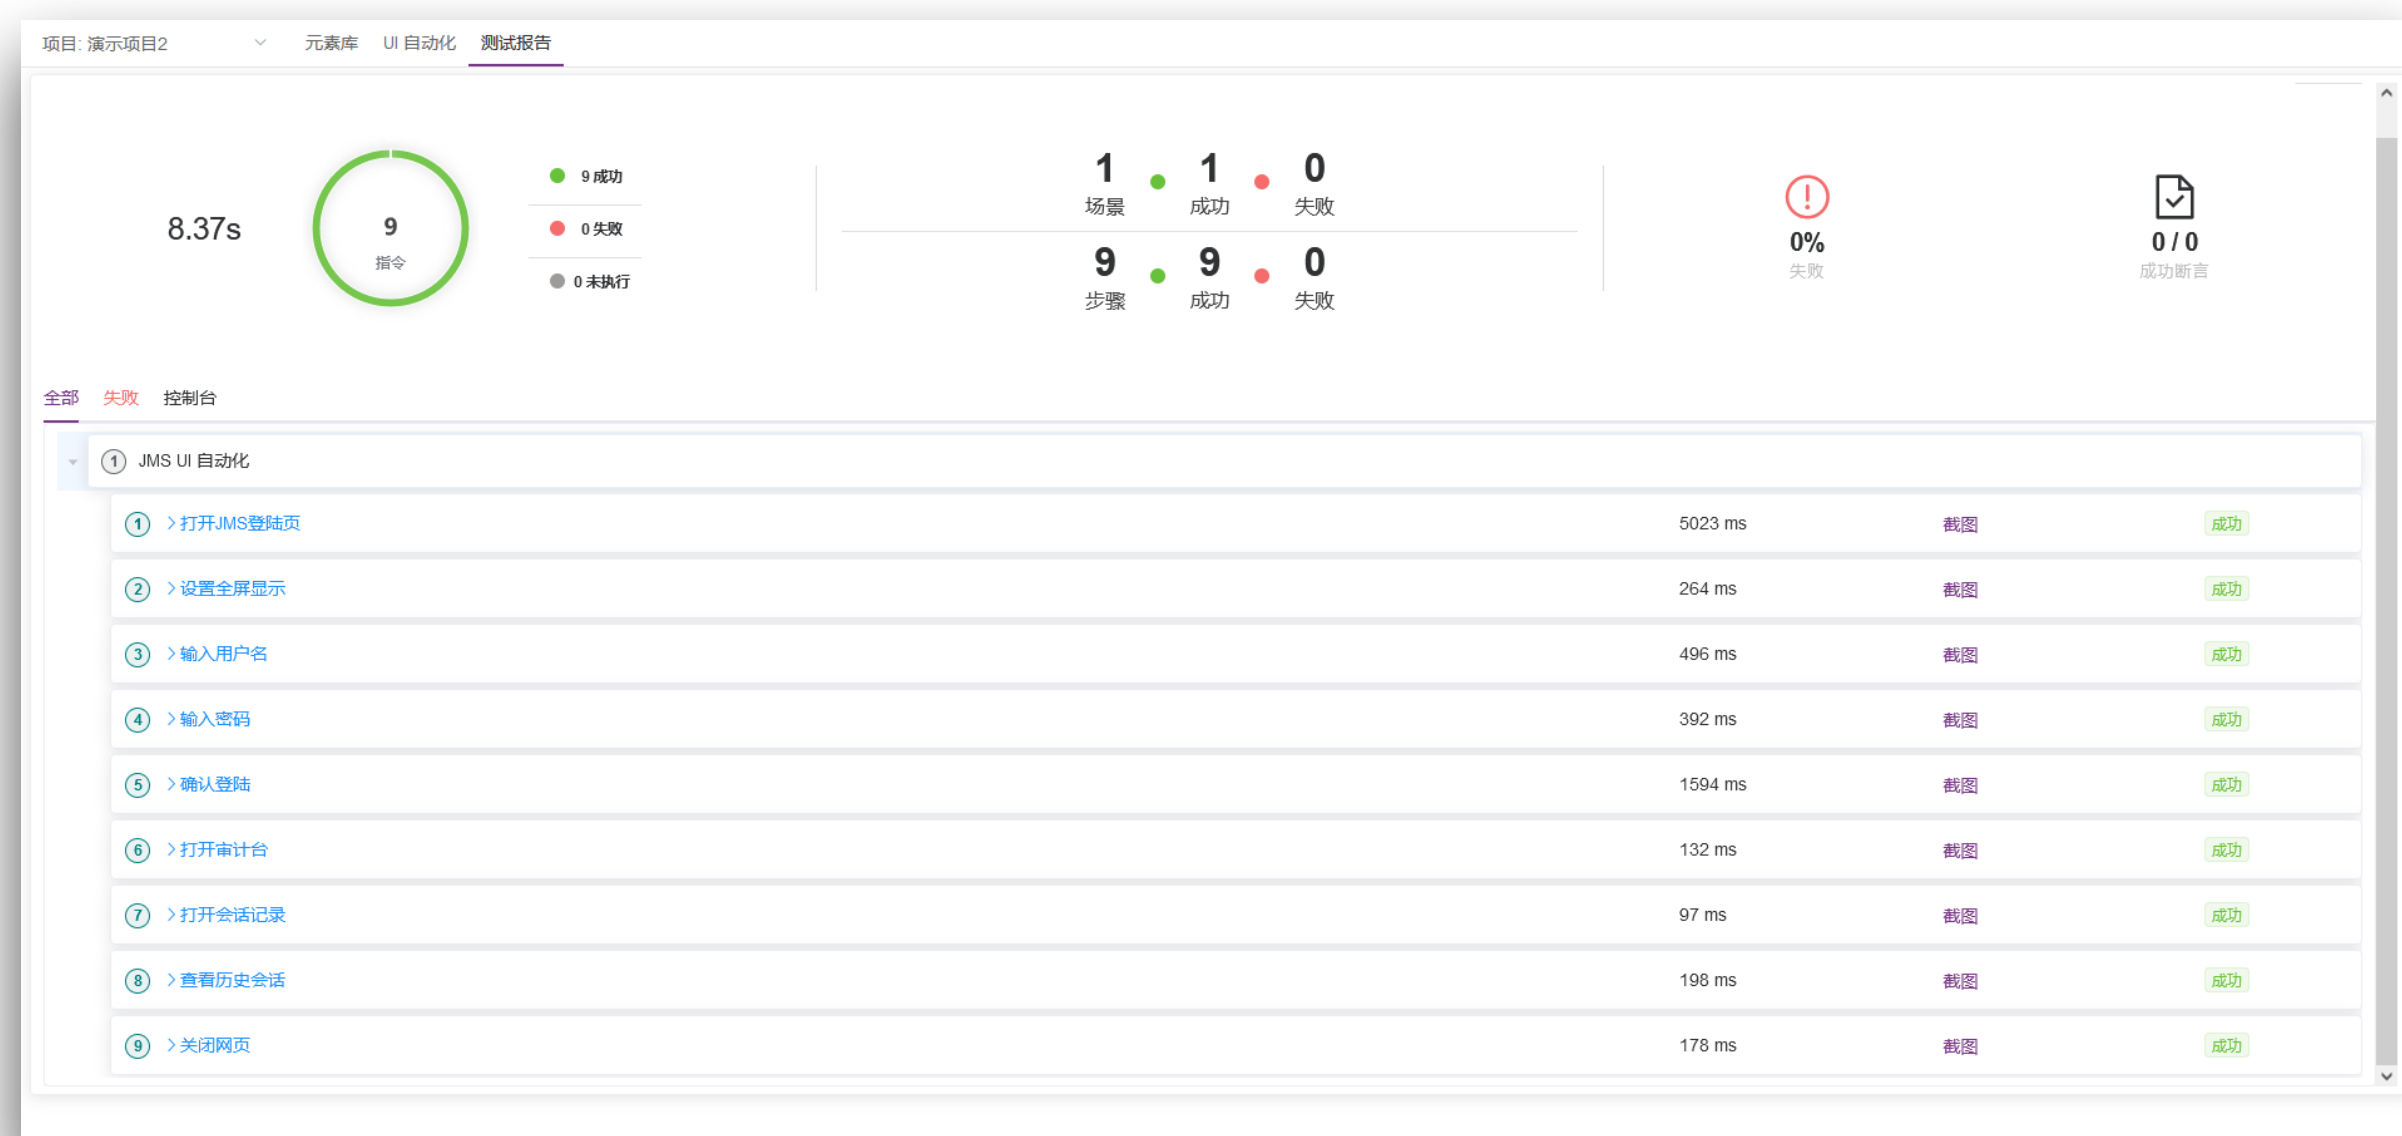 项目: 演示项目2 元素库 UI 自动化 测试报告
8.37s
9
指令
9 成功
0 失败
0 未执行
1 1 0
场景 成功 失败
9 9 0
步骤 成功 失败
0%
失败
0 / 0
成功断言
全部 失败 控制台
1 JMS UI 自动化
1 打开JMS登陆页 5023 ms 截图 成功
2 设置全屏显示 264 ms 截图 成功
3 输入用户名 496 ms 截图 成功
4 输入密码 392 ms 截图 成功
5 确认登陆 1594 ms 截图 成功
6 打开审计台 132 ms 截图 成功
7 打开会话记录 97 ms 截图 成功
8 查看历史会话 198 ms 截图 成功
9 关闭网页 178 ms 截图 成功